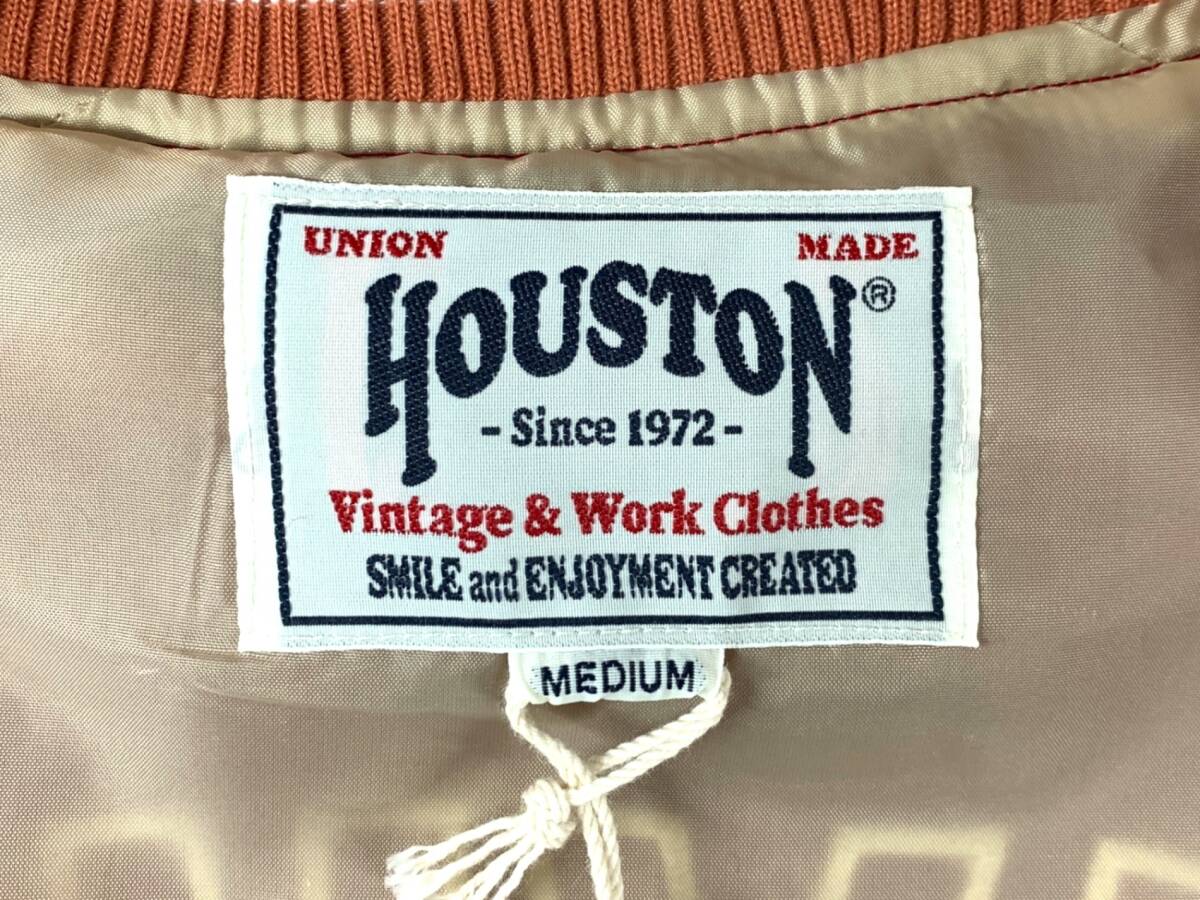 UNION MADE
HOUSTON®
- Since 1972 -
Vintage & Work Clothes
SMILE and ENJOYMENT CREATED
MEDIUM